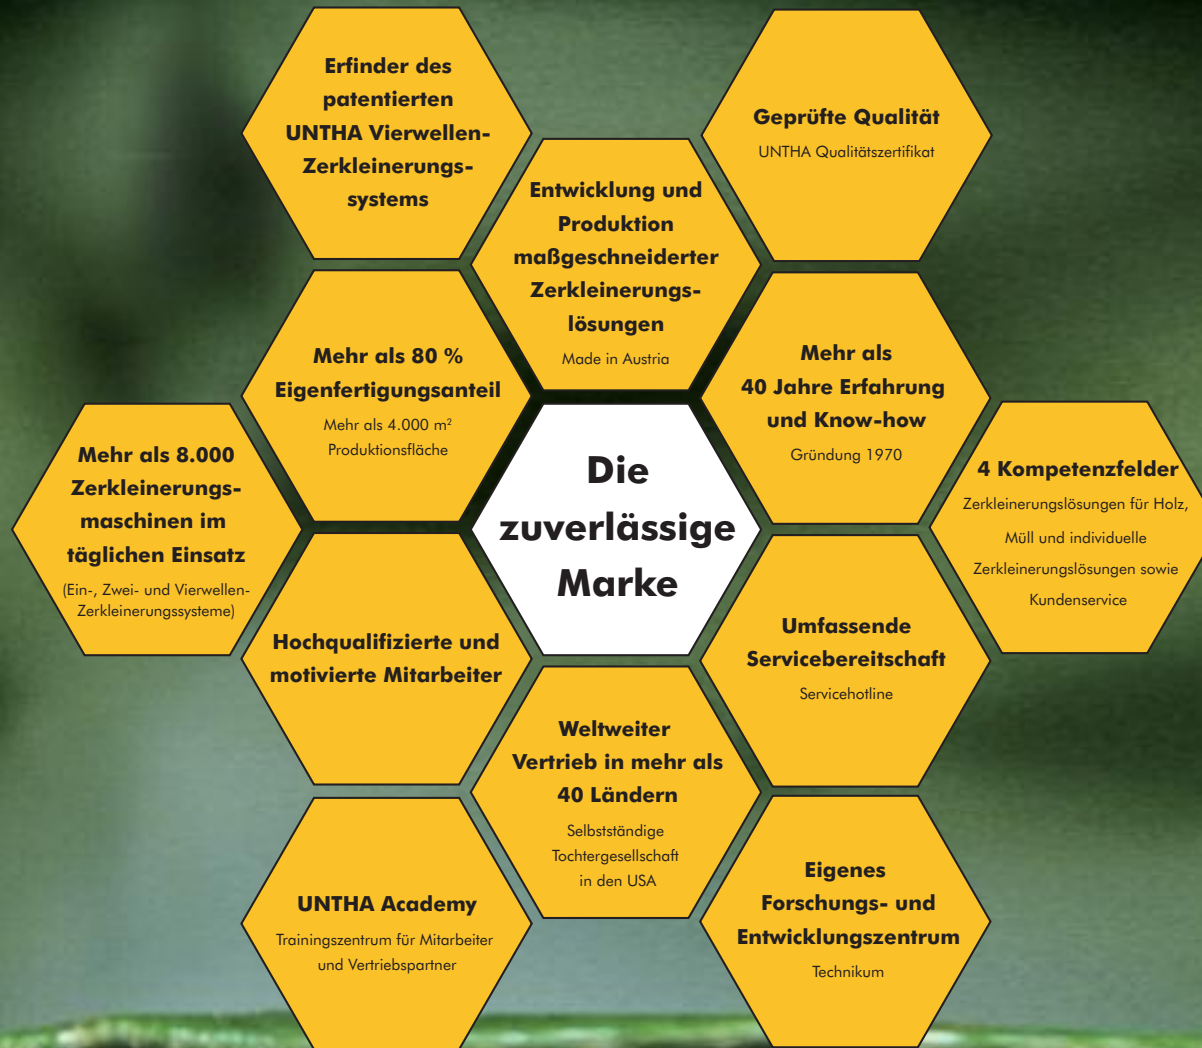 Erfinder des
patentierten
UNTHA Vierwellen-
Zerkleinerungs-
systems
Geprüfte Qualität
UNTHA Qualitätszertifikat
Entwicklung und
Produktion
maßgeschneiderter
Zerkleinerungs-
lösungen
Made in Austria
Mehr als 80 %
Eigenfertigungsanteil
Mehr als 4.000 m²
Produktionsfläche
Mehr als
40 Jahre Erfahrung
und Know-how
Gründung 1970
Mehr als 8.000
Zerkleinerungs-
maschinen im
täglichen Einsatz
(Ein-, Zwei- und Vierwellen-
Zerkleinerungssysteme)
Die
zuverlässige
Marke
4 Kompetenzfelder
Zerkleinerungslösungen für Holz,
Müll und individuelle
Zerkleinerungslösungen sowie
Kundenservice
Hochqualifizierte und
motivierte Mitarbeiter
Umfassende
Servicebereitschaft
Servicehotline
Weltweiter
Vertrieb in mehr als
40 Ländern
Selbstständige
Tochtergesellschaft
in den USA
UNTHA Academy
Trainingszentrum für Mitarbeiter
und Vertriebspartner
Eigenes
Forschungs- und
Entwicklungszentrum
Technikum